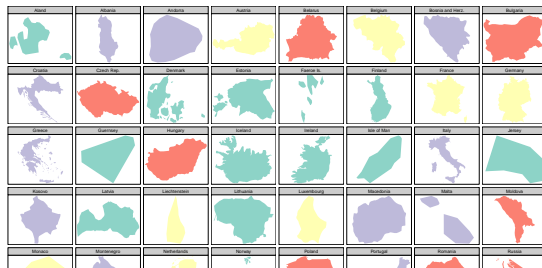 Aland Albania Andorra Austria Belarus Belgium Bosnia and Herz. Bulgaria
Croatia Czech Rep. Denmark Estonia Faeroe Is. Finland France Germany
Greece Guernsey Hungary Iceland Ireland Isle of Man Italy Jersey
Kosovo Latvia Liechtenstein Lithuania Luxembourg Macedonia Malta Moldova
Monaco Montenegro Netherlands Norway Poland Portugal Romania Russia